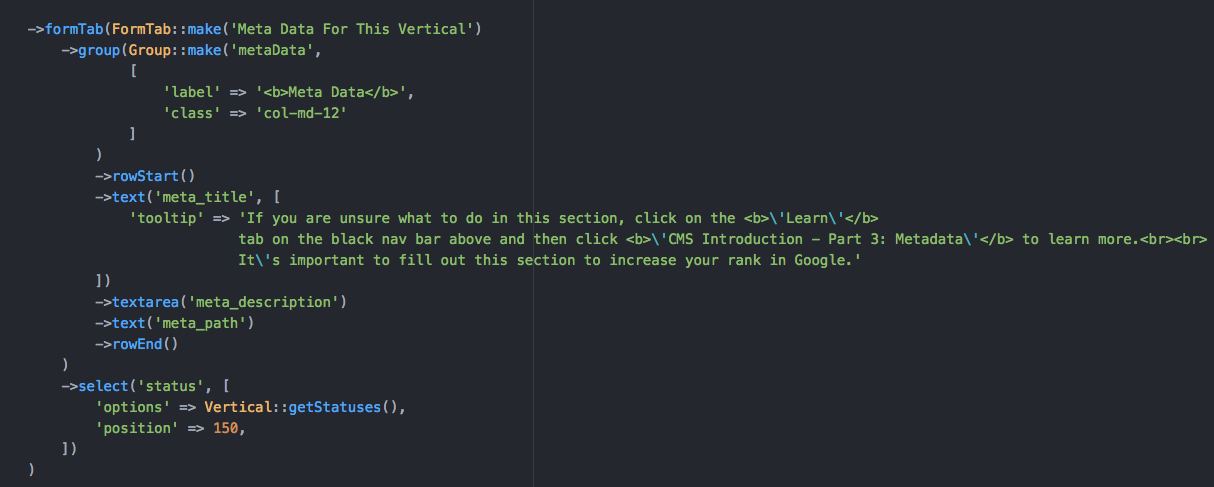 ->formTab(FormTab::make('Meta Data For This Vertical')
    ->group(Group::make('metaData',
            [
                'label' => '<b>Meta Data</b>',
                'class' => 'col-md-12'
            ]
        )
        ->rowStart()
        ->text('meta_title', [
            'tooltip' => 'If you are unsure what to do in this section, click on the <b>\'Learn\'</b>
                         tab on the black nav bar above and then click <b>\'CMS Introduction - Part 3: Metadata\'</b> to learn more.<br><br>
                         It\'s important to fill out this section to increase your rank in Google.'
        ])
        ->textarea('meta_description')
        ->text('meta_path')
        ->rowEnd()
    )
    ->select('status', [
        'options' => Vertical::getStatuses(),
        'position' => 150,
    ])
)